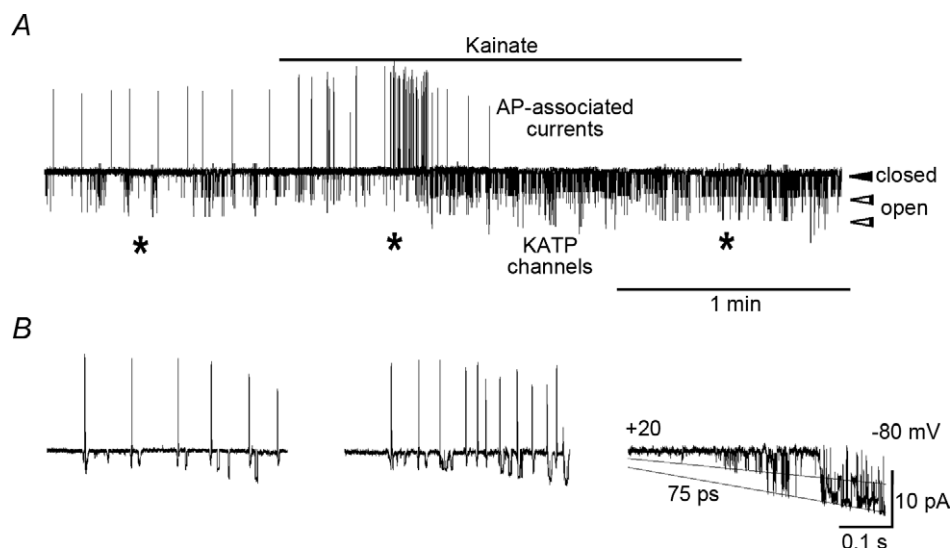 A
Kainate
AP-associated
currents
closed
open
*
*
*
KATP
channels
1 min
B
+20
-80 mV
75 ps
10 pA
0.1 s